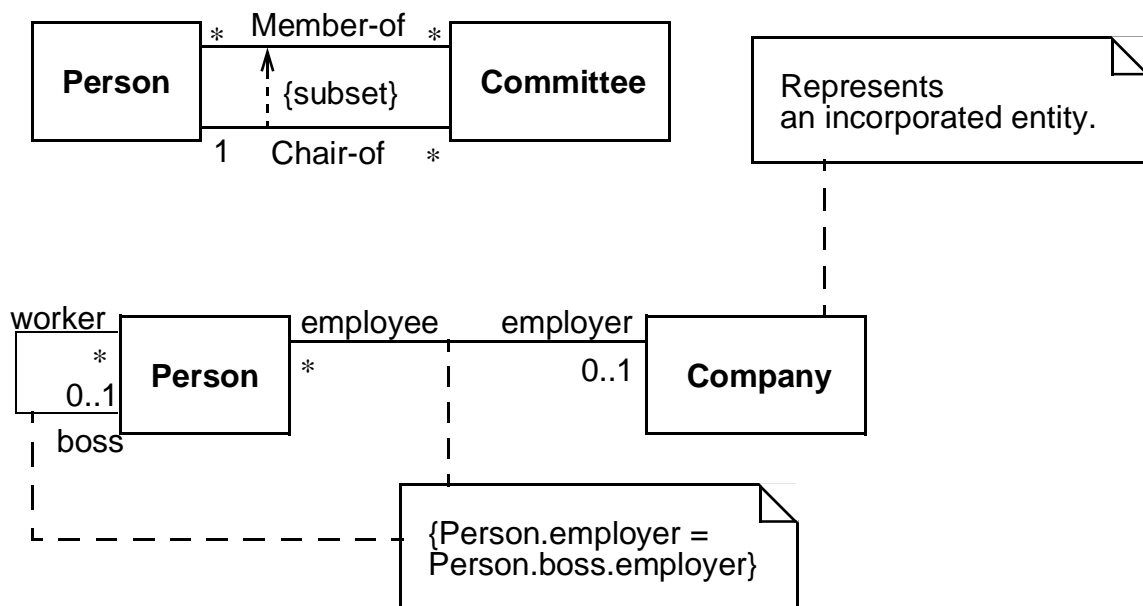 * Member-of *
Person
{subset}
Committee
1 Chair-of *
Represents
an incorporated entity.
worker
*
0..1
boss
Person
employee employer
* 0..1
Company
{Person.employer =
Person.boss.employer}